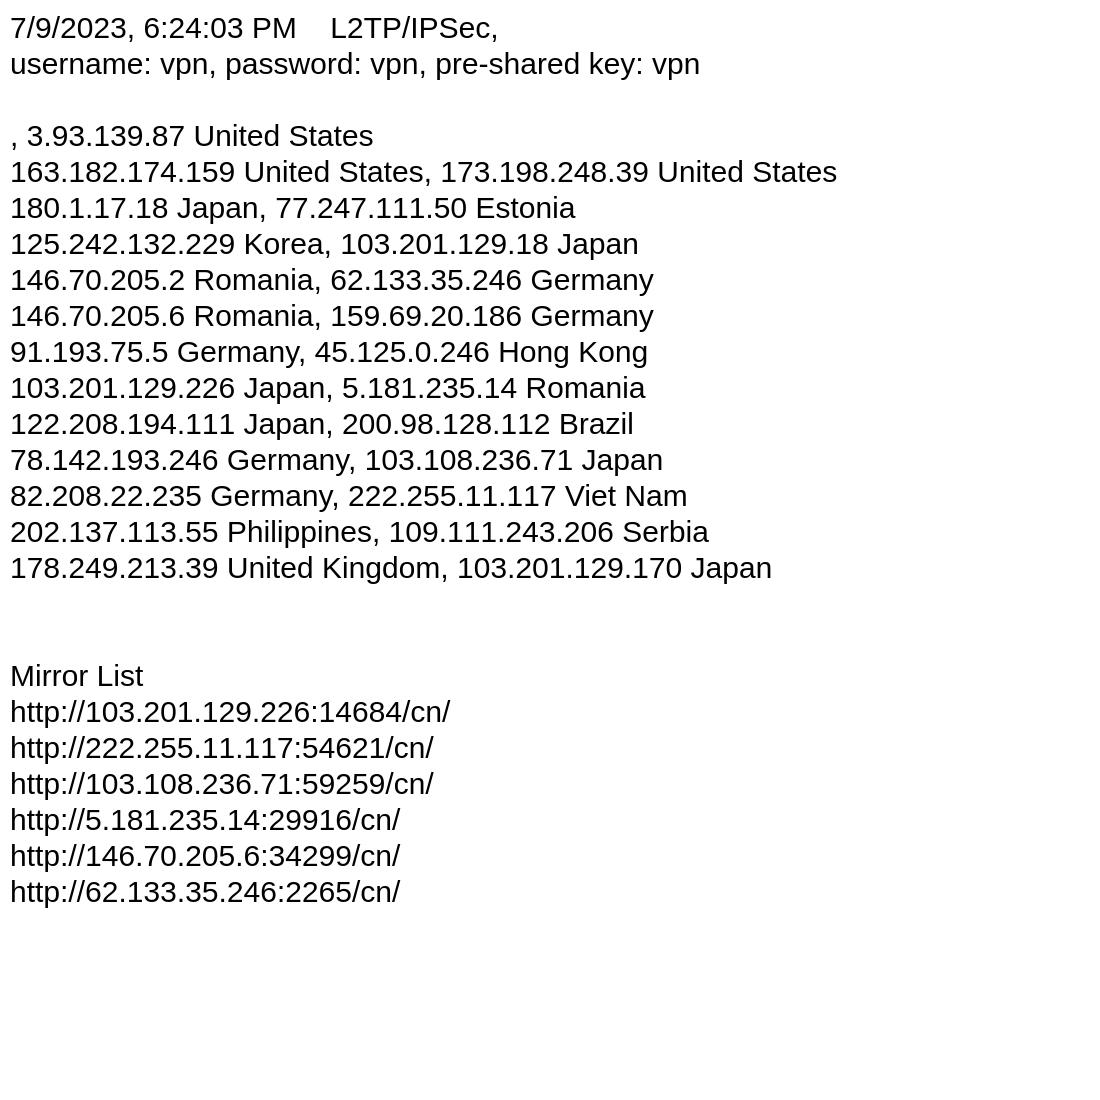 7/9/2023, 6:24:03 PM    L2TP/IPSec,
username: vpn, password: vpn, pre-shared key: vpn
, 3.93.139.87 United States
163.182.174.159 United States, 173.198.248.39 United States
180.1.17.18 Japan, 77.247.111.50 Estonia
125.242.132.229 Korea, 103.201.129.18 Japan
146.70.205.2 Romania, 62.133.35.246 Germany
146.70.205.6 Romania, 159.69.20.186 Germany
91.193.75.5 Germany, 45.125.0.246 Hong Kong
103.201.129.226 Japan, 5.181.235.14 Romania
122.208.194.111 Japan, 200.98.128.112 Brazil
78.142.193.246 Germany, 103.108.236.71 Japan
82.208.22.235 Germany, 222.255.11.117 Viet Nam
202.137.113.55 Philippines, 109.111.243.206 Serbia
178.249.213.39 United Kingdom, 103.201.129.170 Japan
Mirror List
http://103.201.129.226:14684/cn/
http://222.255.11.117:54621/cn/
http://103.108.236.71:59259/cn/
http://5.181.235.14:29916/cn/
http://146.70.205.6:34299/cn/
http://62.133.35.246:2265/cn/